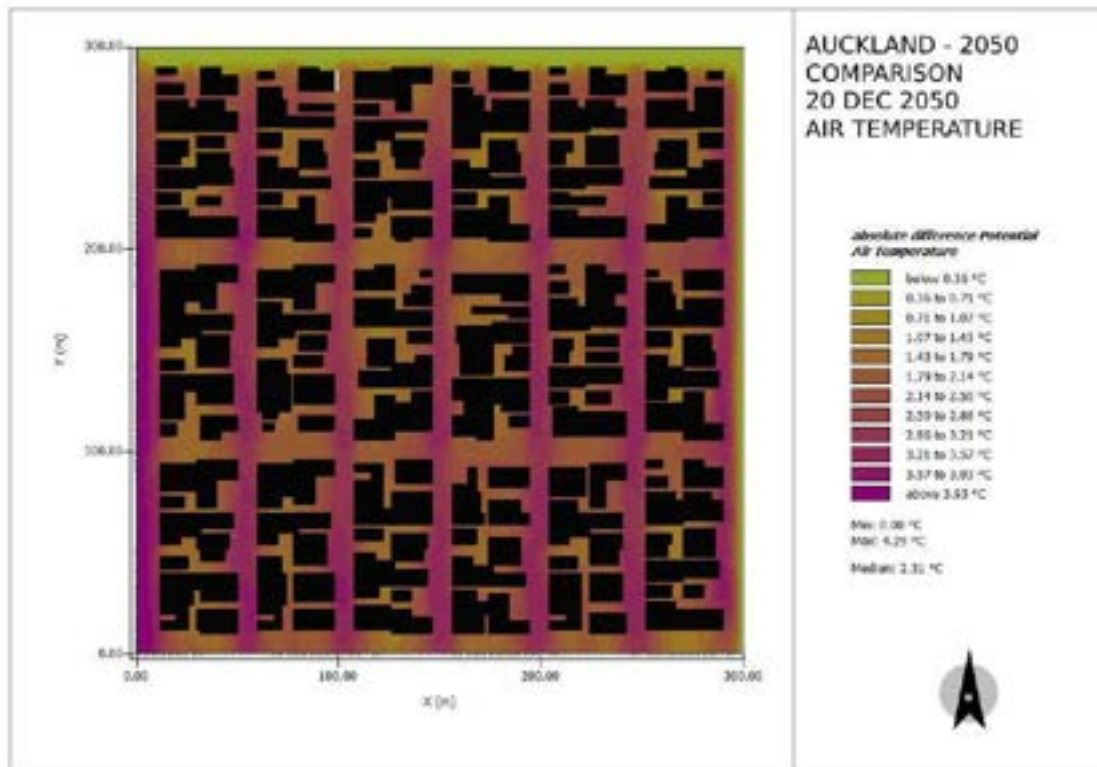 AUCKLAND - 2050
COMPARISON
20 DEC 2050
AIR TEMPERATURE
300.00
200.00
100.00
0.00
Y [m]
0.00
100.00
200.00
300.00
X [m]
absolute difference Potential
Air Temperature
below 0.36 °C
0.36 to 0.71 °C
0.71 to 1.07 °C
1.07 to 1.43 °C
1.43 to 1.79 °C
1.79 to 2.14 °C
2.14 to 2.50 °C
2.50 to 2.86 °C
2.86 to 3.21 °C
3.21 to 3.57 °C
3.57 to 3.93 °C
above 3.93 °C
Min: 0.00 °C
Max: 4.29 °C
Median: 2.31 °C